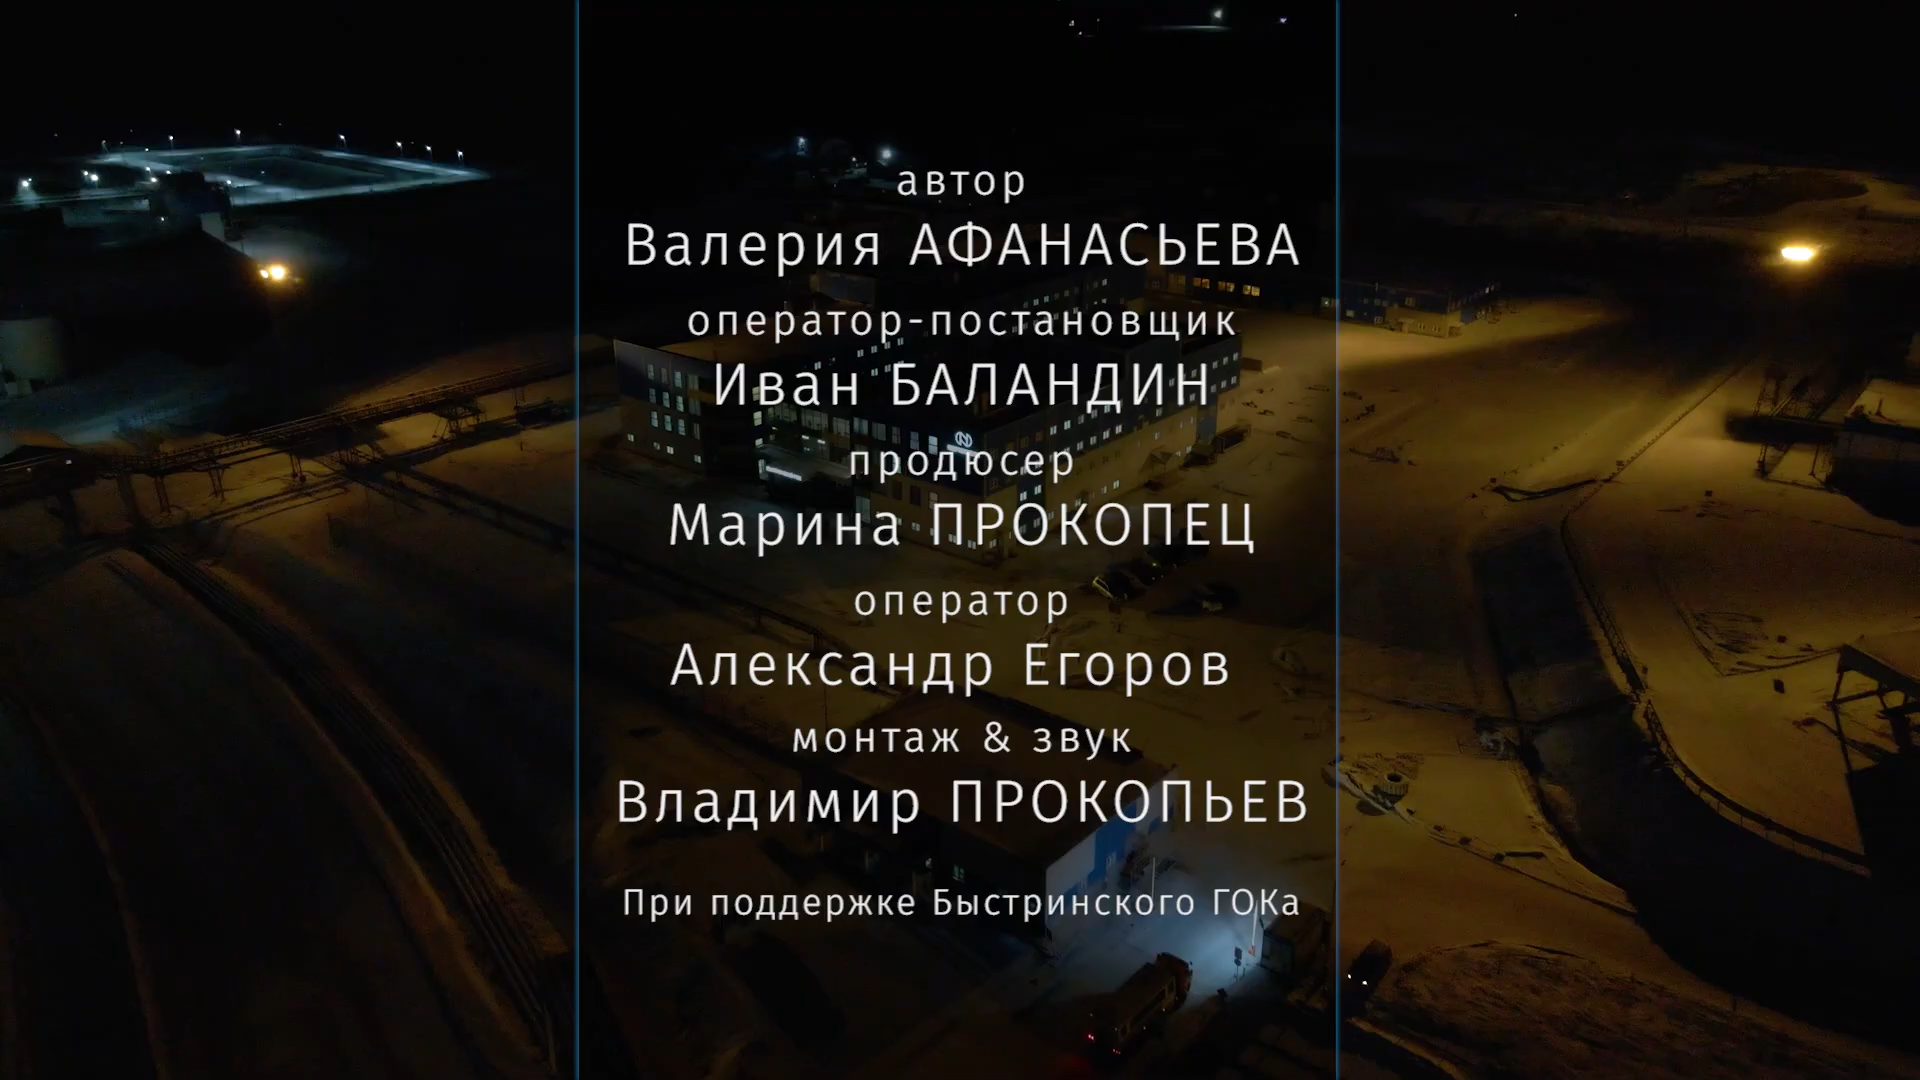 автор
Валерия АФАНАСЬЕВА
оператор-постановщик
Иван БАЛАНДИН
продюсер
Марина ПРОКОПЕЦ
оператор
Александр Егоров
монтаж & звук
Владимир ПРОКОПЬЕВ
При поддержке Быстринского ГОКа